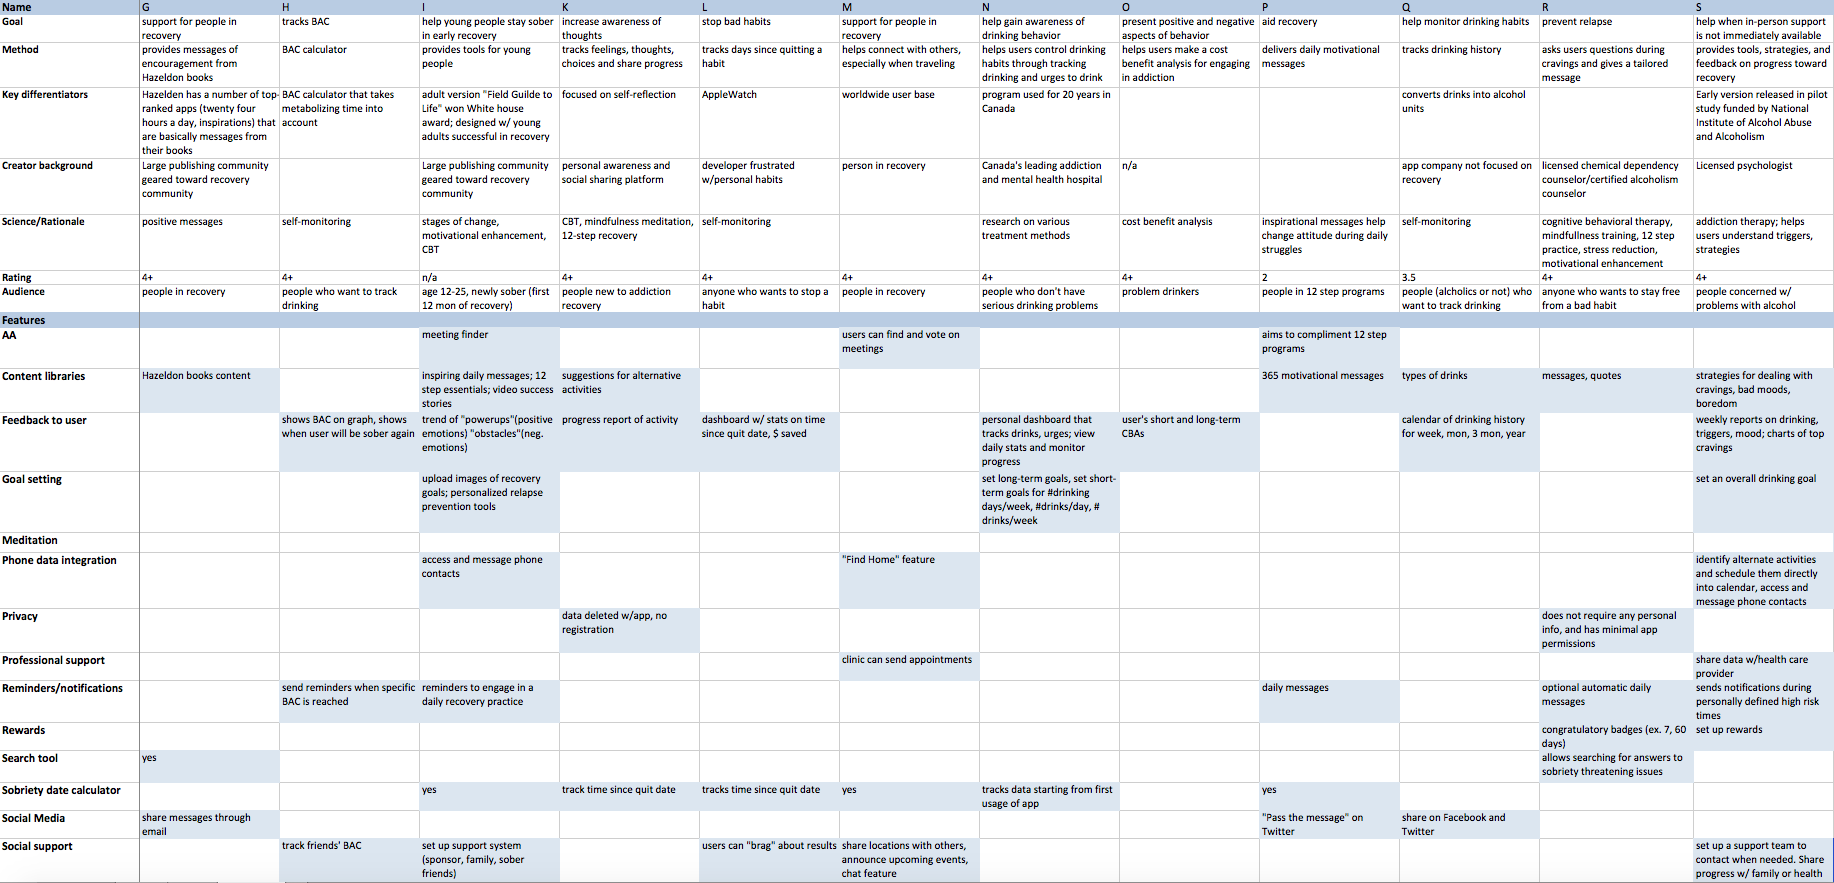 Name G H I K L M N O P Q R S
Goal
support for people in
recovery
tracks BAC
help young people stay sober
in early recovery
increase awareness of
thoughts
stop bad habits
support for people in
recovery
help gain awareness of
drinking behavior
present positive and negative
aspects of behavior
aid recovery
help monitor drinking habits
prevent relapse
help when in-person support
is not immediately available
Method
provides messages of
encouragement from
Hazeldon books
BAC calculator
provides tools for young
people
tracks feelings, thoughts,
choices and share progress
tracks days since quitting a
habit
helps connect with others,
especially when traveling
helps users control drinking
habits through tracking
drinking and urges to drink
helps users make a cost
benefit analysis for engaging
in addiction
delivers daily motivational
messages
tracks drinking history
asks users questions during
cravings and gives a tailored
message
provides tools, strategies, and
feedback on progress toward
recovery
Key differentiators
Hazelden has a number of top-
ranked apps (twenty four
hours a day, inspirations) that
are basically messages from
their books
BAC calculator that takes
metabolizing time into
account
adult version "Field Guilde to
Life" won White house
award; designed w/ young
adults successful in recovery
focused on self-reflection
AppleWatch
worldwide user base
program used for 20 years in
Canada
converts drinks into alcohol
units
Early version released in pilot
study funded by National
Institute of Alcohol Abuse
and Alcoholism
Creator background
Large publishing community
geared toward recovery
community
Large publishing community
geared toward recovery
community
personal awareness and
social sharing platform
developer frustrated
w/personal habits
person in recovery
Canada's leading addiction
and mental health hospital
n/a
app company not focused on
recovery
licensed chemical dependency
counselor/certified alcoholism
counselor
Licensed psychologist
Science/Rationale
positive messages
self-monitoring
stages of change,
motivational enhancement,
CBT
CBT, mindfulness meditation,
12-step recovery
self-monitoring
research on various
treatment methods
cost benefit analysis
inspirational messages help
change attitude during daily
struggles
self-monitoring
cognitive behavioral therapy,
mindfullness training, 12 step
practice, stress reduction,
motivational enhancement
addiction therapy; helps
users understand triggers,
strategies
Rating 4+ 4+ n/a 4+ 4+ 4+ 4+ 4+ 2 3.5 4+ 4+
Audience
people in recovery
people who want to track
drinking
age 12-25, newly sober (first
12 mon of recovery)
people new to addiction
recovery
anyone who wants to stop a
habit
people in recovery
people who don't have
serious drinking problems
problem drinkers
people in 12 step programs
people (alcholics or not) who
want to track drinking
anyone who wants to stay free
from a bad habit
people concerned w/
problems with alcohol
Features
AA
meeting finder
users can find and vote on
meetings
aims to compliment 12 step
programs
Content libraries
Hazeldon books content
inspiring daily messages; 12
step essentials; video success
stories
suggestions for alternative
activities
365 motivational messages
types of drinks
messages, quotes
strategies for dealing with
cravings, bad moods,
boredom
Feedback to user
shows BAC on graph, shows
when user will be sober again
trend of "powerups"(positive
emotions) "obstacles"(neg.
emotions)
progress report of activity
dashboard w/ stats on time
since quit date, $ saved
personal dashboard that
tracks drinks, urges; view
daily stats and monitor
progress
user's short and long-term
CBAs
calendar of drinking history
for week, mon, 3 mon, year
weekly reports on drinking,
triggers, mood; charts of top
cravings
Goal setting
upload images of recovery
goals; personalized relapse
prevention tools
set long-term goals, set short-
term goals for #drinking
days/week, #drinks/day, #
drinks/week
set an overall drinking goal
Meditation
Phone data integration
access and message phone
contacts
"Find Home" feature
identify alternate activities
and schedule them directly
into calendar, access and
message phone contacts
Privacy
data deleted w/app, no
registration
does not require any personal
info, and has minimal app
permissions
Professional support
clinic can send appointments
share data w/health care
provider
Reminders/notifications
send reminders when specific
BAC is reached
reminders to engage in a
daily recovery practice
daily messages
optional automatic daily
messages
sends notifications during
personally defined high risk
times
Rewards
congratulatory badges (ex. 7, 60
days)
set up rewards
Search tool
yes
allows searching for answers to
sobriety threatening issues
Sobriety date calculator
yes
track time since quit date
tracks time since quit date
yes
tracks data starting from first
usage of app
yes
Social Media
share messages through
email
"Pass the message" on
Twitter
share on Facebook and
Twitter
Social support
track friends' BAC
set up support system
(sponsor, family, sober
friends)
users can "brag" about results
share locations with others,
announce upcoming events,
chat feature
set up a support team to
contact when needed. Share
progress w/ family or health